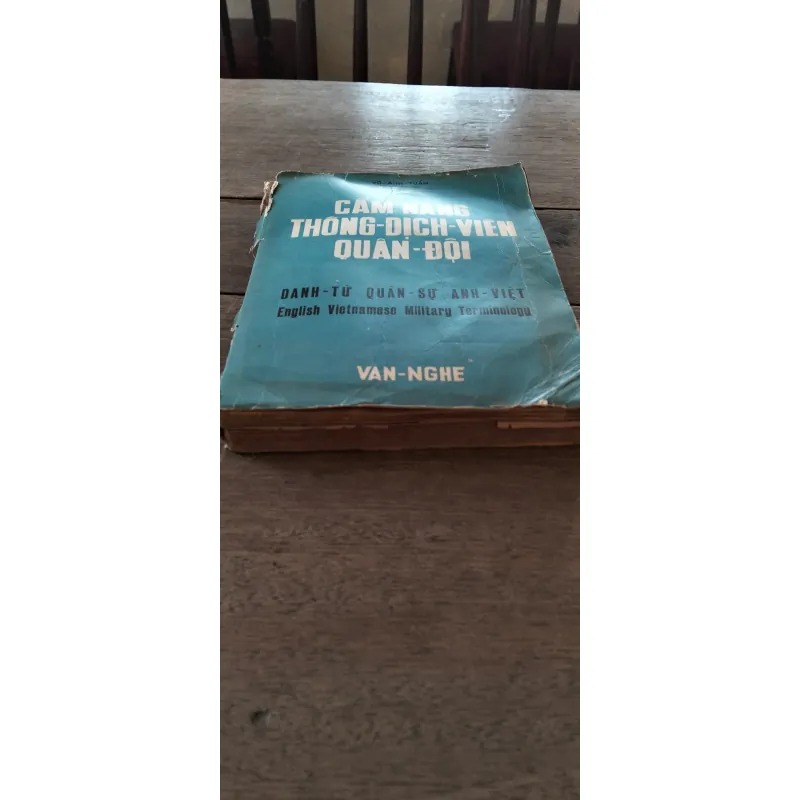 CẨM NANG
THÔNG-DỊCH-VIÊN
QUÂN-ĐỘI
DANH-TỪ QUÂN-SỰ ANH-VIỆT
English Vietnamese Military Terminology
VAN-NGHE